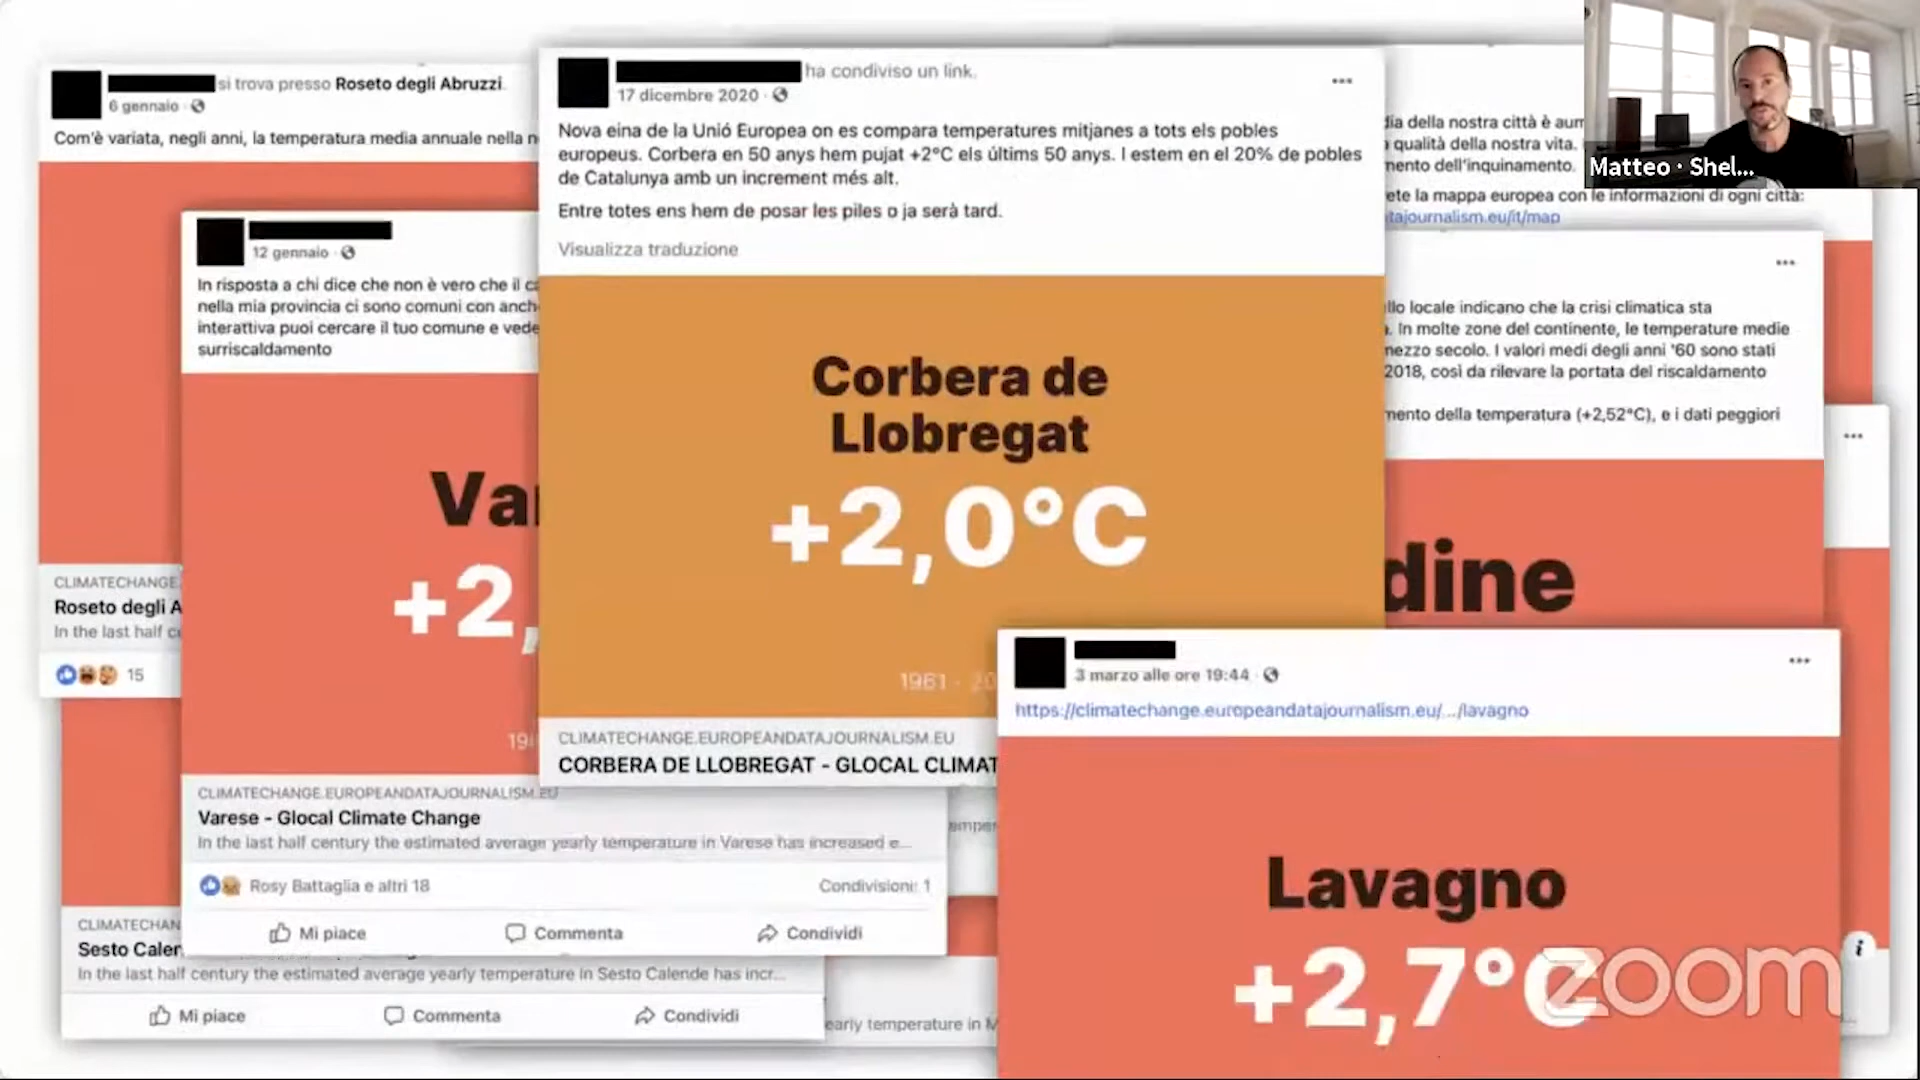 si trova presso Roseto degli Abruzzi.
6 gennaio
Com'è variata, negli anni, la temperatura media annuale nella
CLIMATECHANGE.
Roseto degli A
In the last half
15
12 gennaio
In risposta a chi dice che non è vero che il
nella mia provincia ci sono comuni con anch
interattiva puoi cercare il tuo comune e vede
surriscaldamento
Va
+2,
CLIMATECHANGE.EUROPEANDATAJOURNALISM.EU
Varese - Glocal Climate Change
In the last half century the estimated average yearly temperature in Varese has increased e...
Rosy Battaglia e altri 18
Condivisioni: 1
Mi piace
Commenta
Condividi
CLIMATECHAN
Sesto Calen
In the last half century the estimated average yearly temperature in Sesto Calende has incr...
Mi piace
Commenta
Condividi
ha condiviso un link.
17 dicembre 2020
Nova eina de la Unió Europea on es compara temperatures mitjanes a tots els pobles
europeus. Corbera en 50 anys hem pujat +2°C els últims 50 anys. I estem en el 20% de pobles
de Catalunya amb un increment més alt.
Entre totes ens hem de posar les piles o ja serà tard.
Visualizza traduzione
Corbera de
Llobregat
+2,0°C
1961 - 20
CLIMATECHANGE.EUROPEANDATAJOURNALISM.EU
CORBERA DE LLOBREGAT - GLOCAL CLIMAT
dia della nostra città è aum
qualità della nostra vita.
mento dell'inquinamento.
ete la mappa europea con le informazioni di ogni città:
tajournalism.eu/it/map
llo locale indicano che la crisi climatica sta
. In molte zone del continente, le temperature medie
mezzo secolo. I valori medi degli anni '60 sono stati
2018, così da rilevare la portata del riscaldamento
mento della temperatura (+2,52°C), e i dati peggiori
dine
3 marzo alle ore 19:44
https://climatechange.europeandatajournalism.eu/.../lavagno
Lavagno
+2,7°C
early temperature in M
Matteo · Shel...
zoom